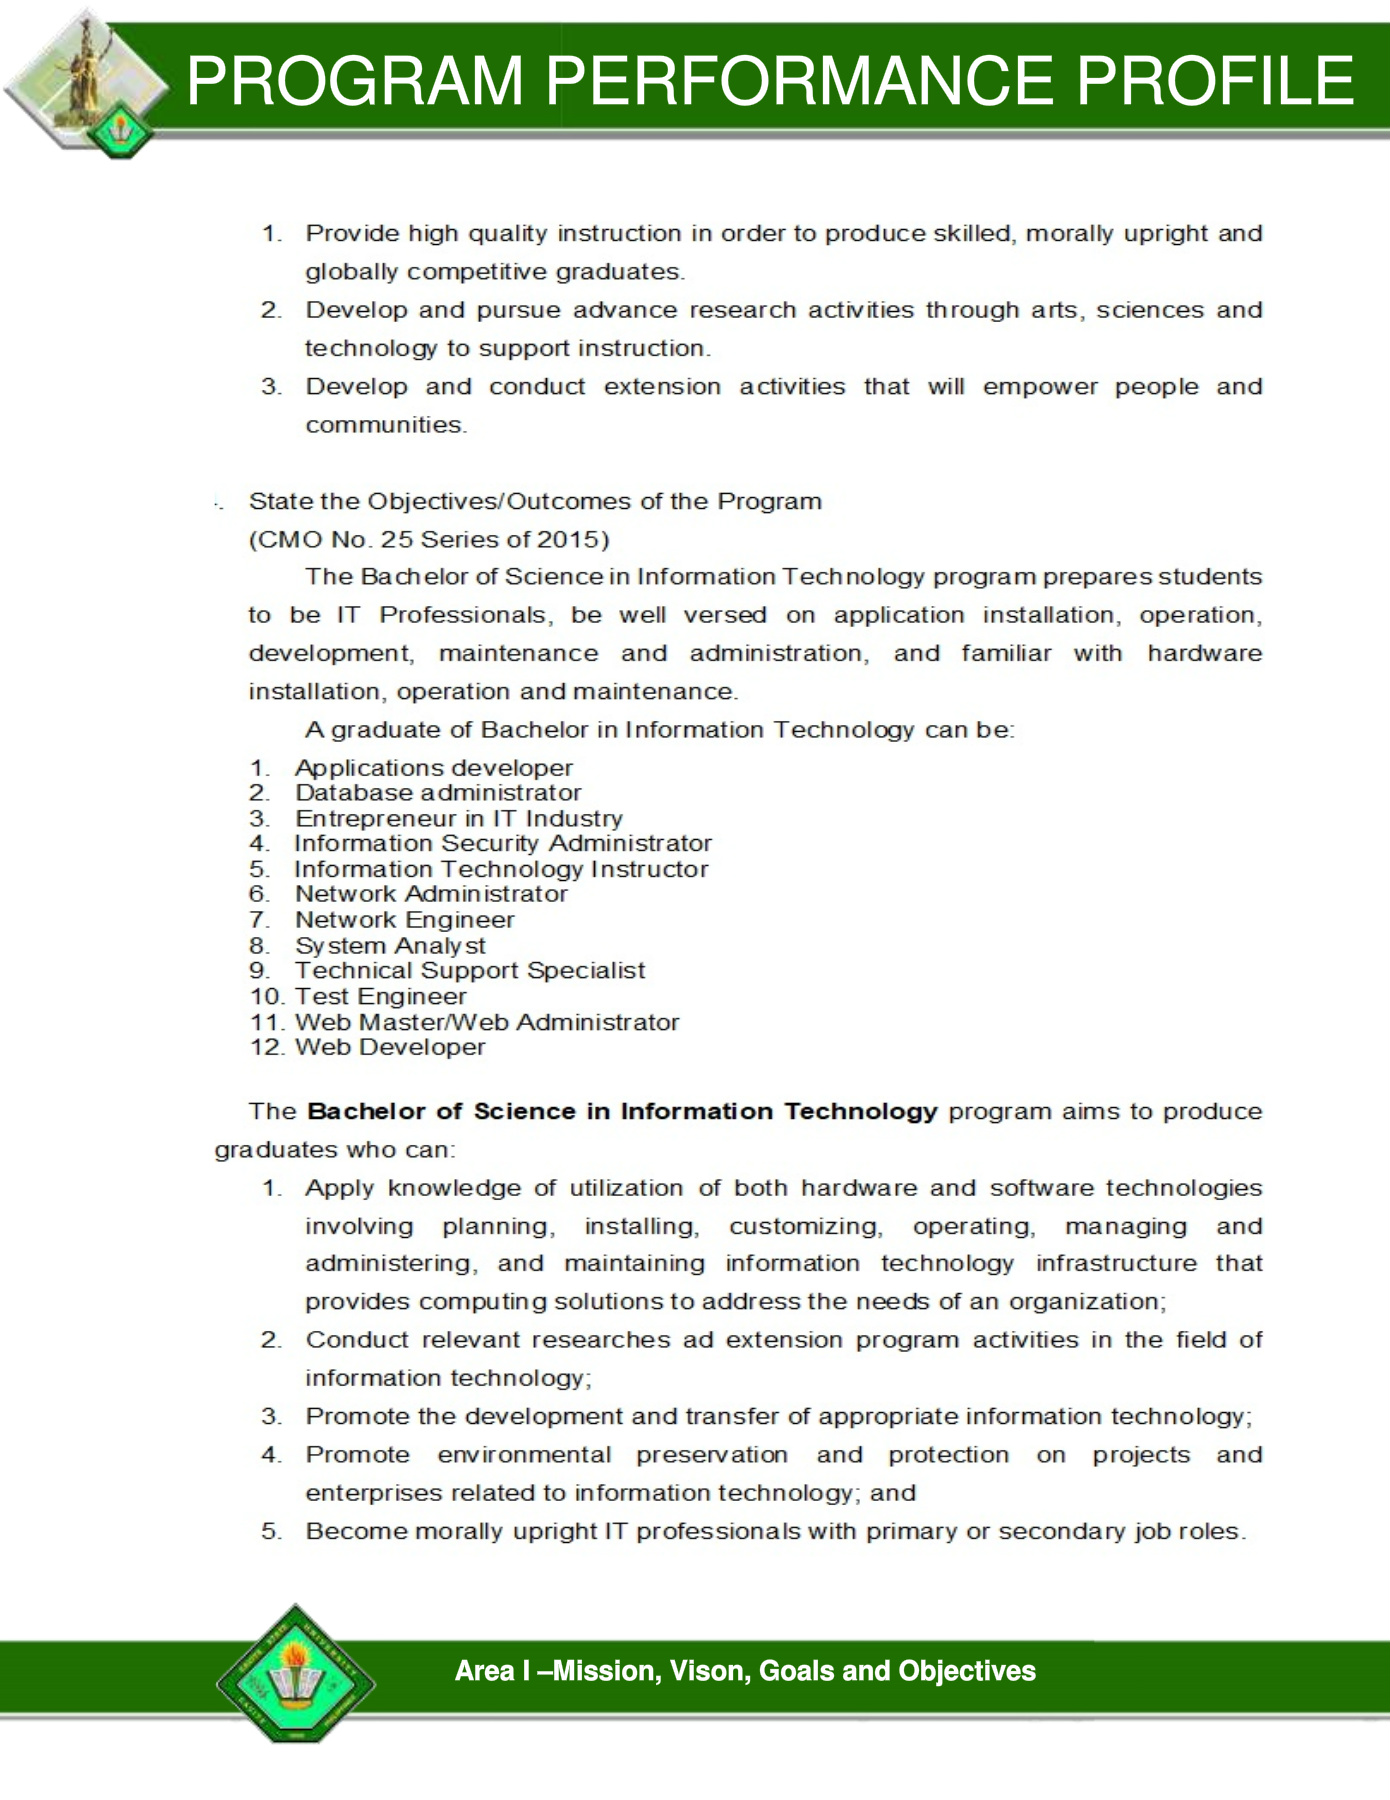 PROGRAM PERFORMANCE PROFILE
1. Provide high quality instruction in order to produce skilled, morally upright and
globally competitive graduates.
2. Develop and pursue advance research activities through arts, sciences and
technology to support instruction.
3. Develop and conduct extension activities that will empower people and
communities.
. State the Objectives/Outcomes of the Program
(CMO No. 25 Series of 2015)
The Bachelor of Science in Information Technology program prepares students
to be IT Professionals, be well versed on application installation, operation,
development, maintenance and administration, and familiar with hardware
installation, operation and maintenance.
A graduate of Bachelor in Information Technology can be:
1. Applications developer
2. Database administrator
3. Entrepreneur in IT Industry
4. Information Security Administrator
5. Information Technology Instructor
6. Network Administrator
7. Network Engineer
8. System Analyst
9. Technical Support Specialist
10. Test Engineer
11. Web Master/Web Administrator
12. Web Developer
The Bachelor of Science in Information Technology program aims to produce
graduates who can:
1. Apply knowledge of utilization of both hardware and software technologies
involving planning, installing, customizing, operating, managing and
administering, and maintaining information technology infrastructure that
provides computing solutions to address the needs of an organization;
2. Conduct relevant researches ad extension program activities in the field of
information technology;
3. Promote the development and transfer of appropriate information technology;
4. Promote environmental preservation and protection on projects and
enterprises related to information technology; and
5. Become morally upright IT professionals with primary or secondary job roles.
CAVITE STATE UNIVERSITY
Area I –Mission, Vison, Goals and Objectives